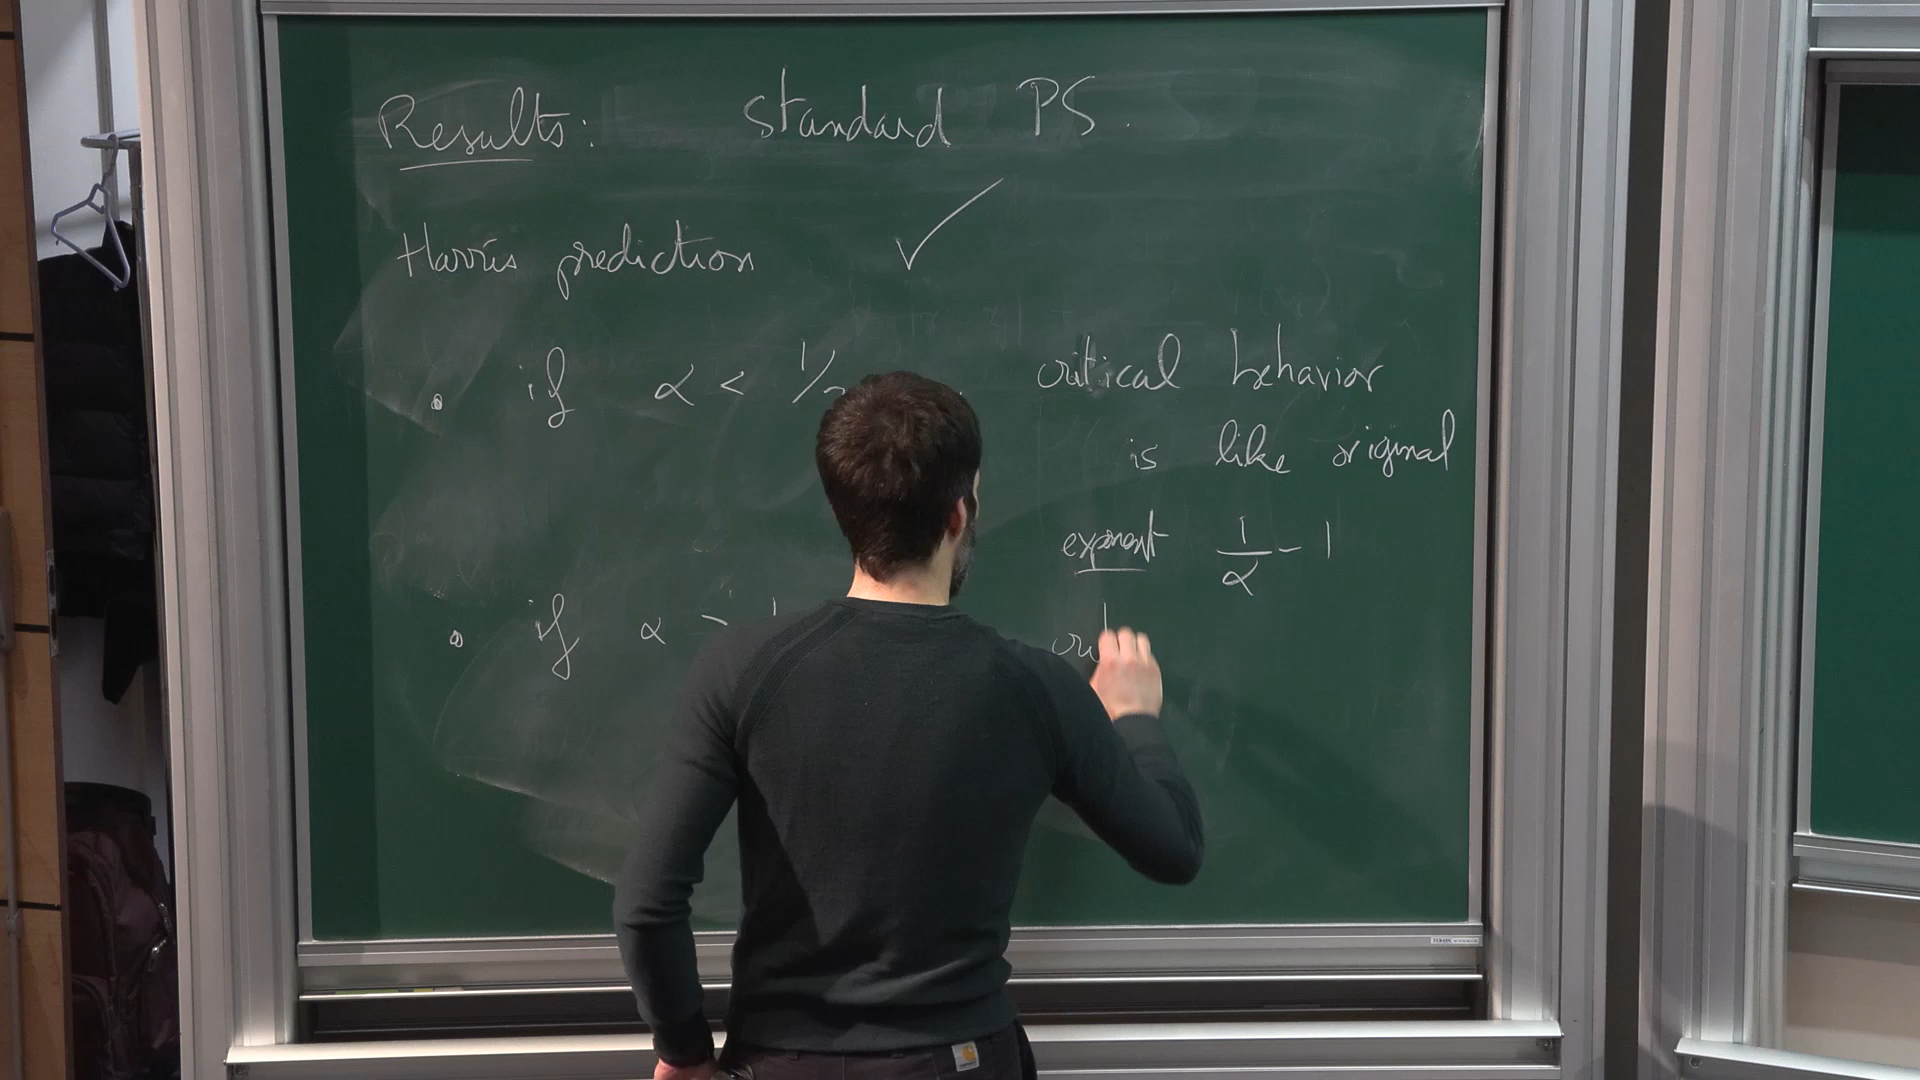 Results: standard PS.
Harris prediction ✓
• if α < 1/2 critical behavior
is like original
exponent 1/α - 1
• if α >